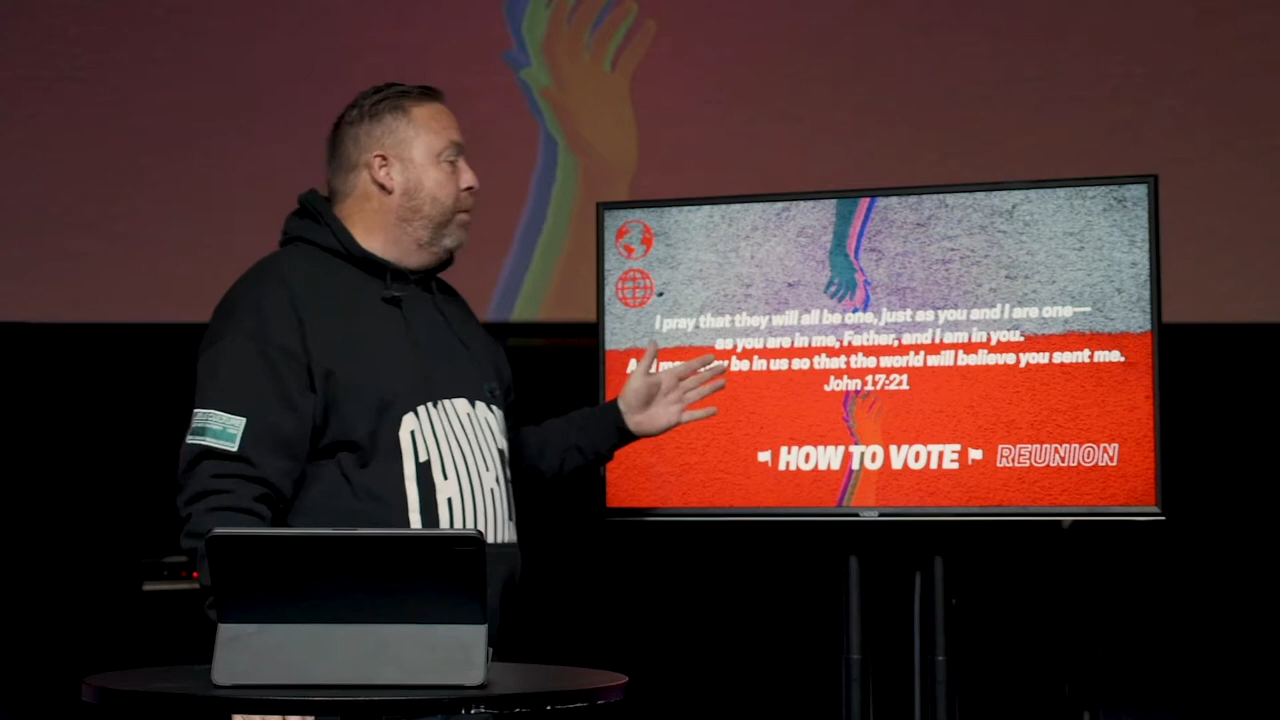 I pray that they will all be one, just as you and I are one—
as you are in me, Father, and I am in you.
be in us so that the world will believe you sent me.
John 17:21
HOW TO VOTE REUNION
VIZIO